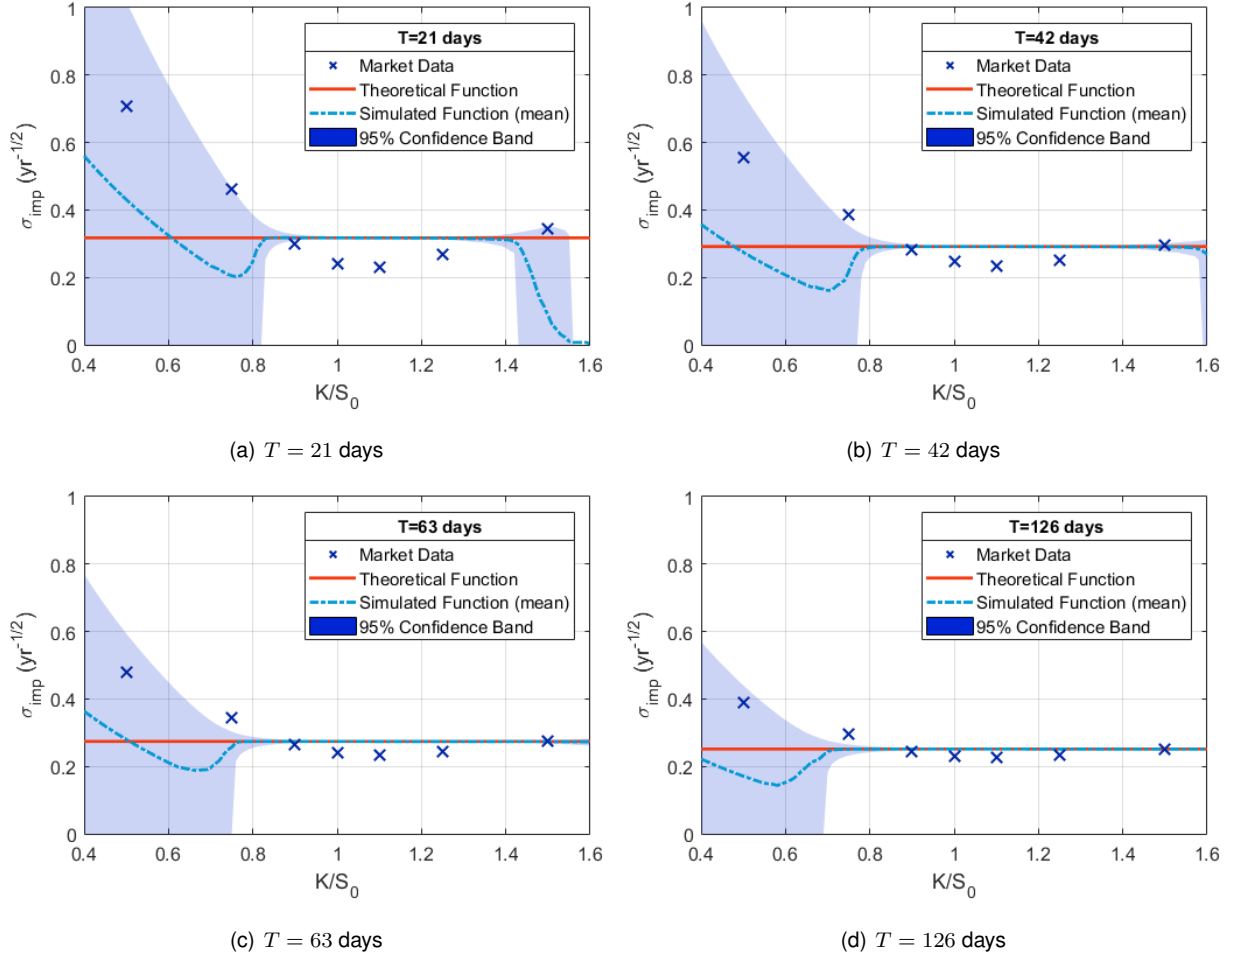 T=21 days
Market Data
Theoretical Function
Simulated Function (mean)
95% Confidence Band
σimp (yr-1/2)
1
0.8
0.6
0.4
0.2
0
0.4 0.6 0.8 1 1.2 1.4 1.6
K/S0
(a) T = 21 days
T=42 days
Market Data
Theoretical Function
Simulated Function (mean)
95% Confidence Band
σimp (yr-1/2)
1
0.8
0.6
0.4
0.2
0
0.4 0.6 0.8 1 1.2 1.4 1.6
K/S0
(b) T = 42 days
T=63 days
Market Data
Theoretical Function
Simulated Function (mean)
95% Confidence Band
σimp (yr-1/2)
1
0.8
0.6
0.4
0.2
0
0.4 0.6 0.8 1 1.2 1.4 1.6
K/S0
(c) T = 63 days
T=126 days
Market Data
Theoretical Function
Simulated Function (mean)
95% Confidence Band
σimp (yr-1/2)
1
0.8
0.6
0.4
0.2
0
0.4 0.6 0.8 1 1.2 1.4 1.6
K/S0
(d) T = 126 days